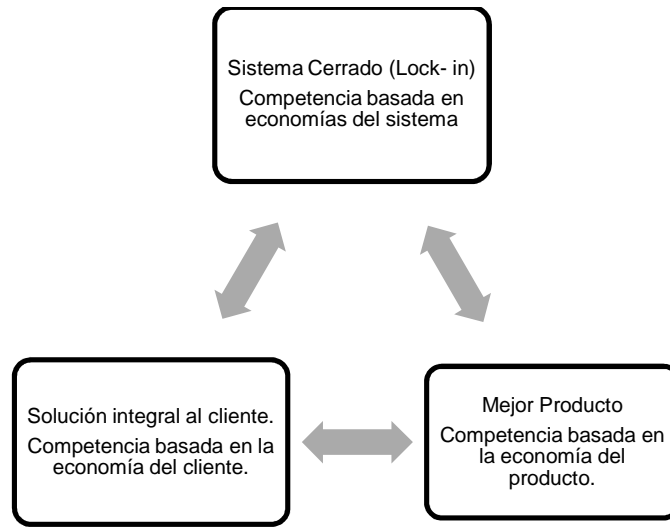 Sistema Cerrado (Lock- in)
Competencia basada en
economías del sistema
Solución integral al cliente.
Competencia basada en la
economía del cliente.
Mejor Producto
Competencia basada en
la economía del
producto.